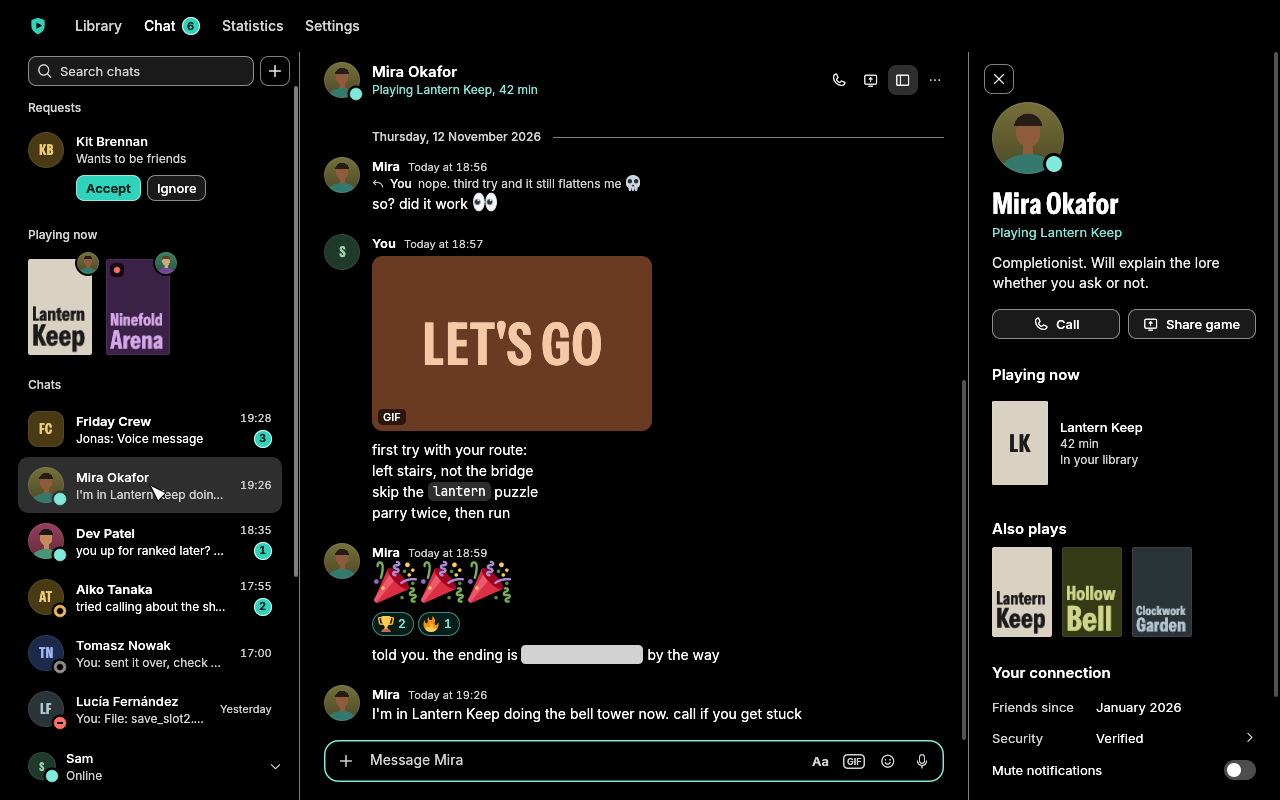 Library Chat 6 Statistics Settings
Search chats
Requests
KB
Kit Brennan
Wants to be friends
Accept Ignore
Playing now
Lantern
Keep
Ninefold
Arena
Chats
FC
Friday Crew 19:28
Jonas: Voice message 3
Mira Okafor 19:26
I'm in Lantern Keep doin...
Dev Patel 18:35
you up for ranked later? ... 1
AT
Aiko Tanaka 17:55
tried calling about the sh... 2
TN
Tomasz Nowak 17:00
You: sent it over, check ...
LF
Lucía Fernández Yesterday
You: File: save_slot2....
S
Sam
Online
Mira Okafor
Playing Lantern Keep, 42 min
Thursday, 12 November 2026
Mira Today at 18:56
You nope. third try and it still flattens me 💀
so? did it work 👀
S
You Today at 18:57
LET'S GO
GIF
first try with your route:
left stairs, not the bridge
skip the lantern puzzle
parry twice, then run
Mira Today at 18:59
🎉🎉🎉
🏆 2 🔥 1
told you. the ending is by the way
Mira Today at 19:26
I'm in Lantern Keep doing the bell tower now. call if you get stuck
Message Mira Aa GIF
Mira Okafor
Playing Lantern Keep
Completionist. Will explain the lore
whether you ask or not.
Call Share game
Playing now
LK
Lantern Keep
42 min
In your library
Also plays
Lantern
Keep
Hollow
Bell
Clockwork
Garden
Your connection
Friends since January 2026
Security Verified
Mute notifications